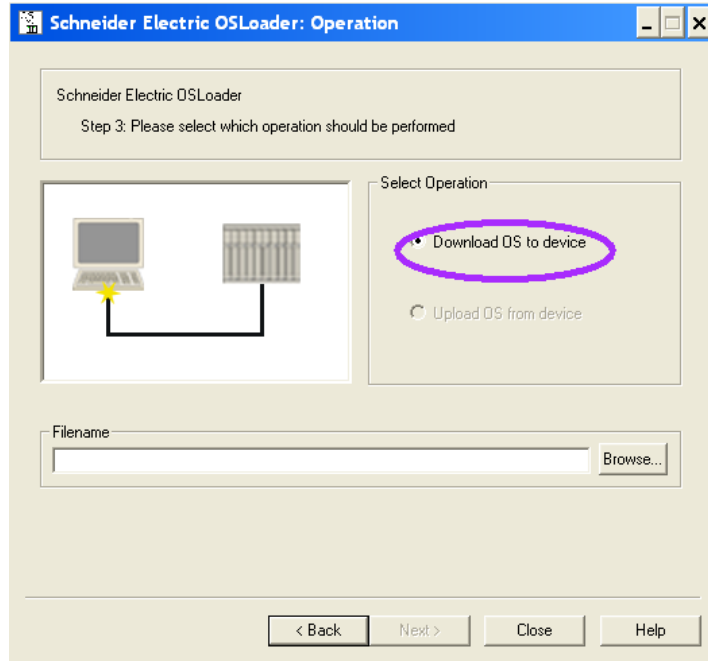 Schneider Electric OSLoader: Operation
Schneider Electric OSLoader
Step 3: Please select which operation should be performed
Select Operation
Download OS to device
Upload OS from device
Filename
Browse...
< Back
Next >
Close
Help